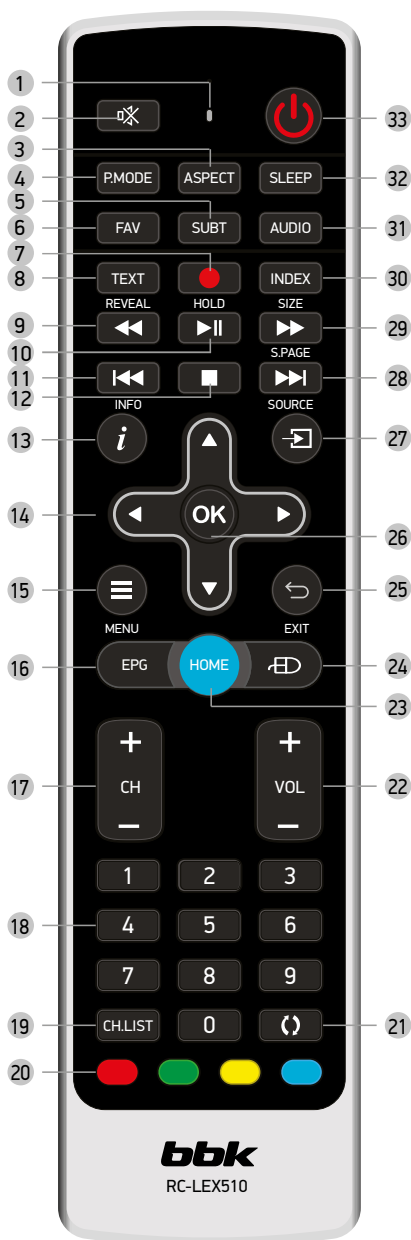 1
2
33
3
4 P.MODE ASPECT SLEEP 32
5
6 FAV SUBT AUDIO 31
7
8 TEXT INDEX 30
REVEAL HOLD SIZE
9 29
10 S.PAGE
11 28
12
INFO SOURCE
13 i 27
14 OK
26
15 25
MENU EXIT
16 EPG HOME 24
23
+ +
17 CH VOL 22
− −
1 2 3
18 4 5 6
7 8 9
19 CH.LIST 0 21
20
bbk
RC-LEX510